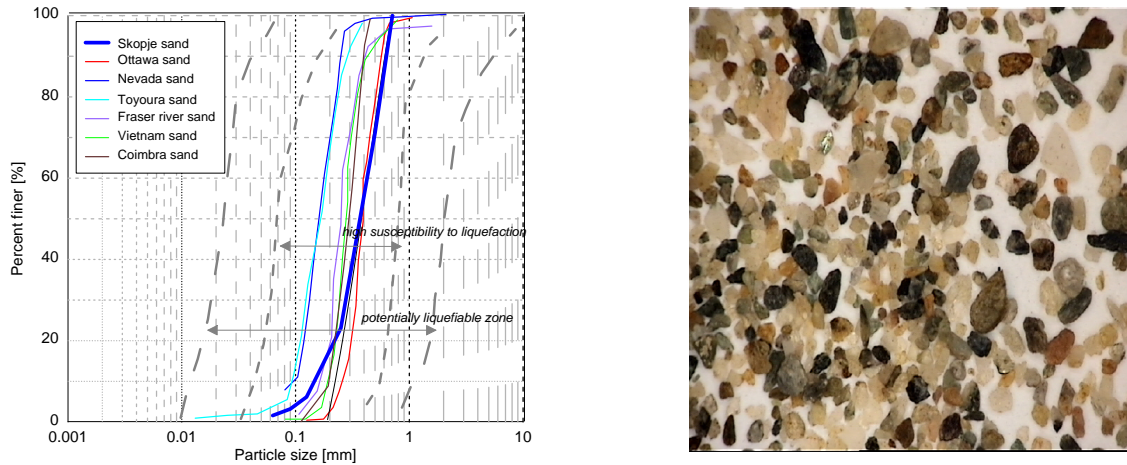 100
80
60
40
20
0
Percent finer [%]
Skopje sand
Ottawa sand
Nevada sand
Toyoura sand
Fraser river sand
Vietnam sand
Coimbra sand
high susceptibility to liquefaction
potentially liquefiable zone
0.001 0.01 0.1 1 10
Particle size [mm]